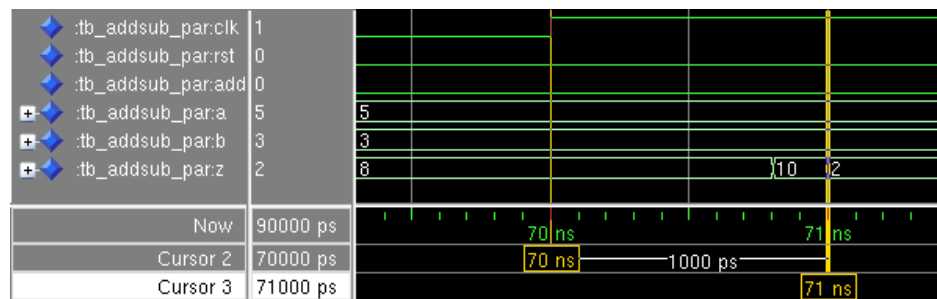 :tb_addsub_par:clk 1
:tb_addsub_par:rst 0
:tb_addsub_par:add 0
:tb_addsub_par:a 5 5
:tb_addsub_par:b 3 3
:tb_addsub_par:z 2 8 10 2
Now 90000 ps 70 ns 71 ns
Cursor 2 70000 ps 70 ns 1000 ps
Cursor 3 71000 ps 71 ns